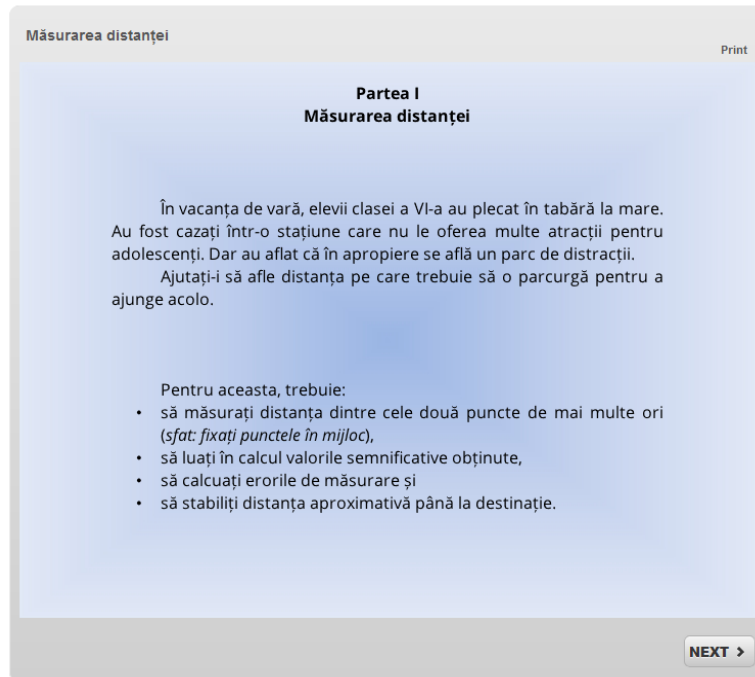 Măsurarea distanței
Print
Partea I
Măsurarea distanței
În vacanța de vară, elevii clasei a VI-a au plecat în tabără la mare.
Au fost cazați într-o stațiune care nu le oferea multe atracții pentru
adolescenți. Dar au aflat că în apropiere se află un parc de distracții.
Ajutați-i să afle distanța pe care trebuie să o parcurgă pentru a
ajunge acolo.
Pentru aceasta, trebuie:
• să măsurați distanța dintre cele două puncte de mai multe ori
(sfat: fixați punctele în mijloc),
• să luați în calcul valorile semnificative obținute,
• să calcuați erorile de măsurare și
• să stabiliți distanța aproximativă până la destinație.
NEXT >